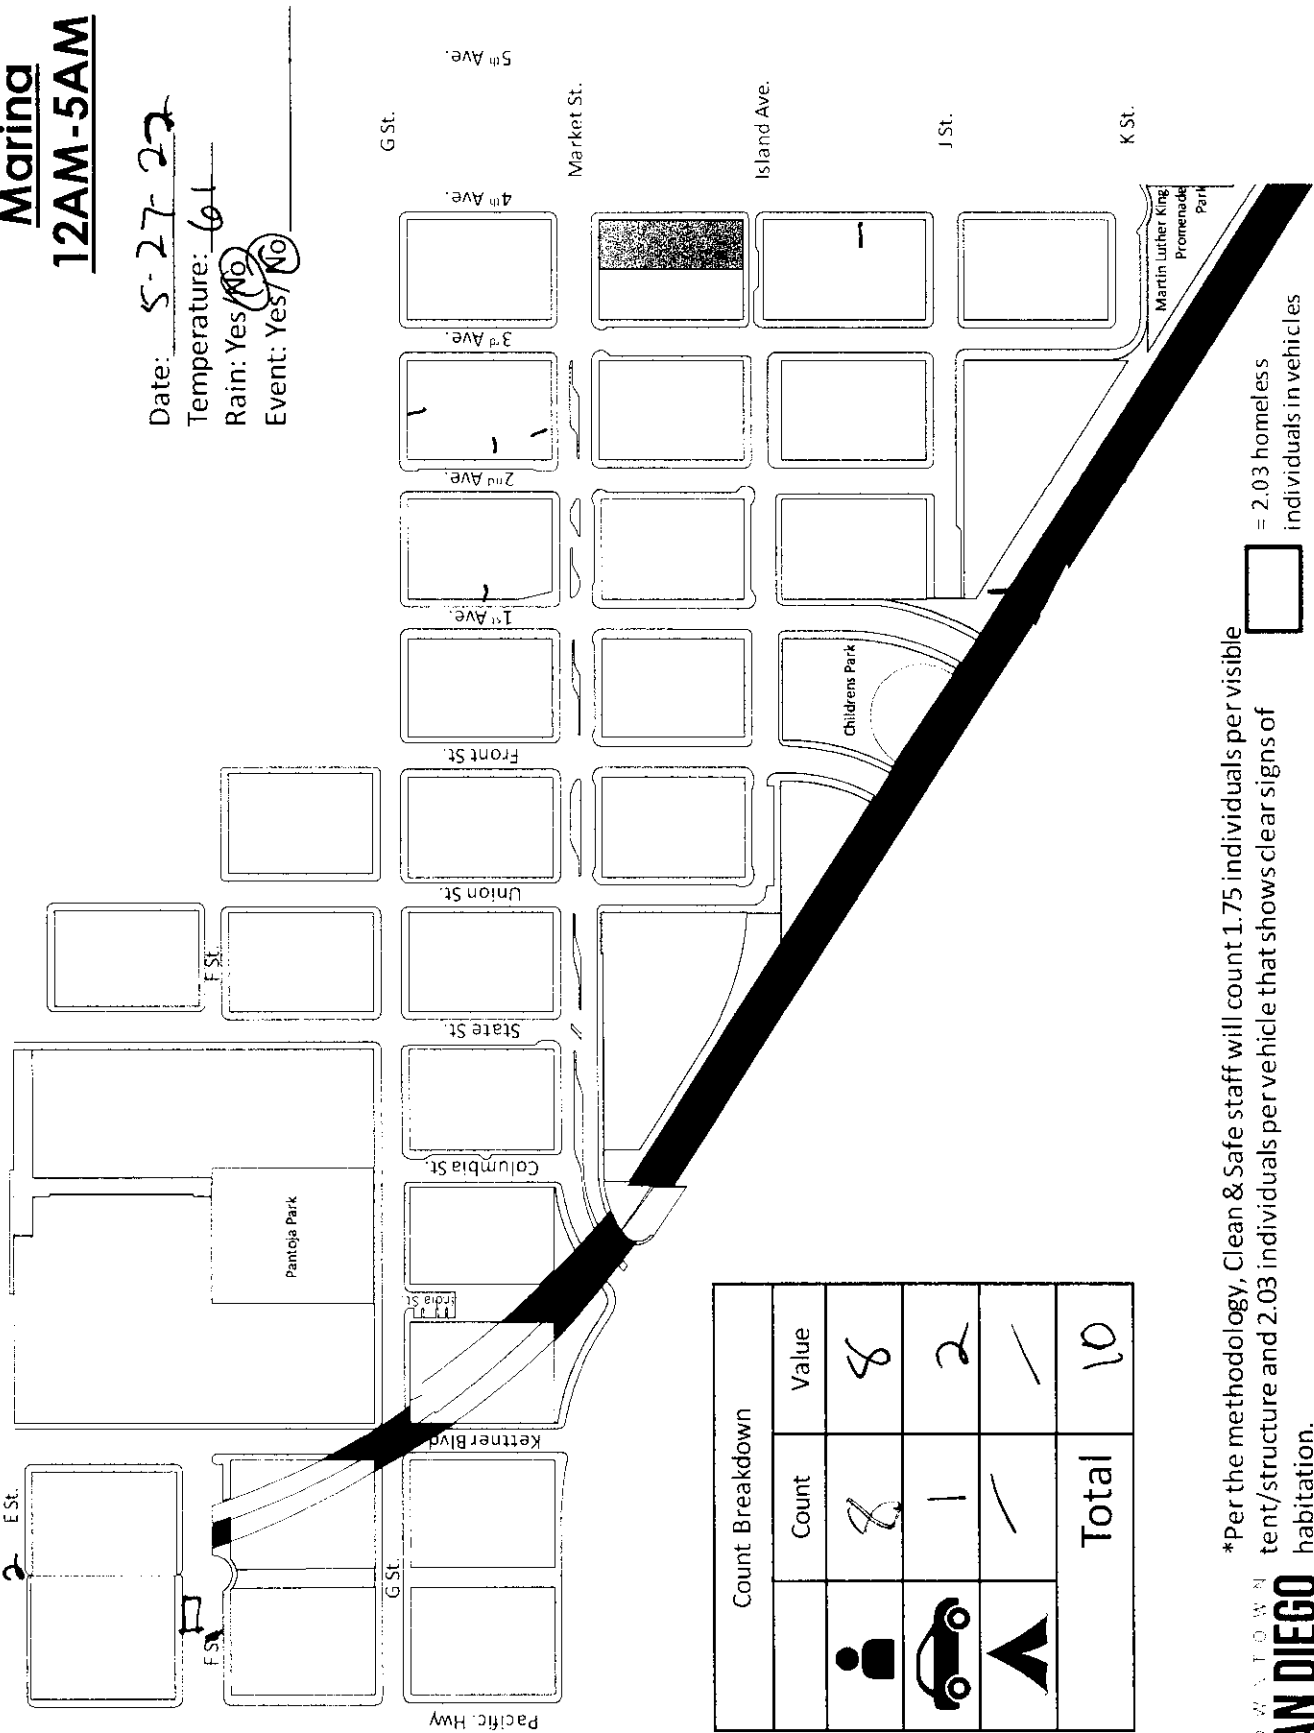 Marina
12AM-5AM
Date: 5-27-22
Temperature: 61
Rain: Yes/No
Event: Yes/No
2
E St.
F St.
F St.
G St.
G St.
Market St.
Island Ave.
J St.
K St.
Pacific Hwy
Kettner Blvd
India St
Columbia St.
State St.
Union St.
Front St.
1st Ave.
2nd Ave.
3rd Ave.
4th Ave.
5th Ave.
Pantoja Park
Childrens Park
Martin Luther King
Promenade
Park
Count Breakdown
Count Value
8 8
1 2
/ /
Total 10
= 2.03 homeless
individuals in vehicles
*Per the methodology, Clean & Safe staff will count 1.75 individuals per visible
tent/structure and 2.03 individuals per vehicle that shows clear signs of
habitation.
OWNTOWN
AN DIEGO